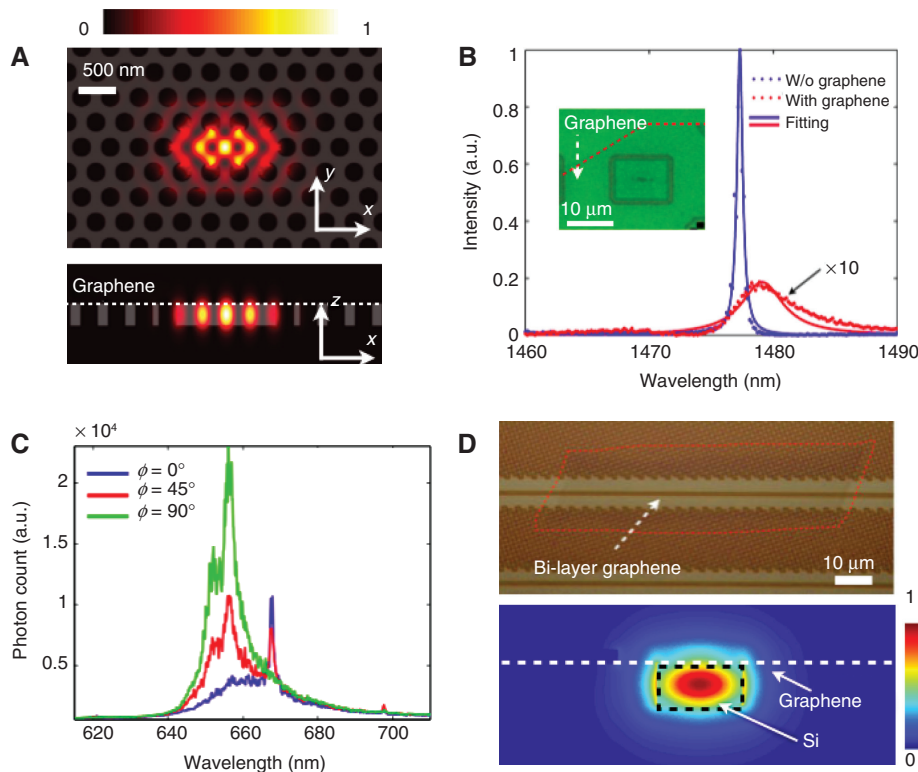 0 1
A
500 nm
y
x
Graphene
z
x
B
1
0.8
0.6
0.4
0.2
0
1460 1470 1480 1490
Wavelength (nm)
Intensity (a.u.)
W/o graphene
With graphene
Fitting
Graphene
10 μm
×10
C
× 10⁴
2
1.5
1
0.5
620 640 660 680 700
Wavelength (nm)
Photon count (a.u.)
ϕ = 0°
ϕ = 45°
ϕ = 90°
D
Bi-layer graphene
10 μm
1
0
Graphene
Si